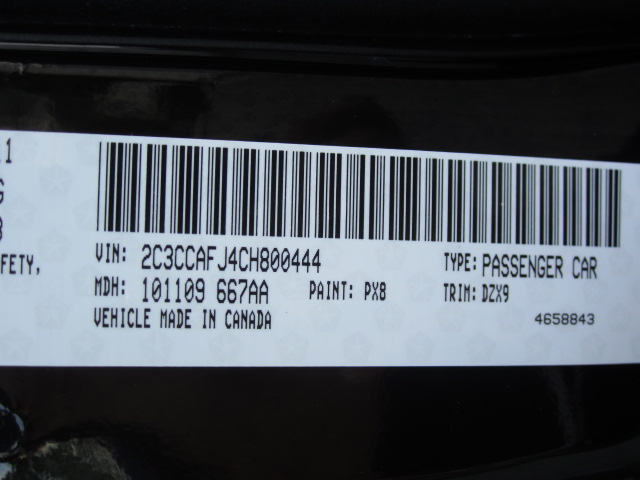 FETY,
VIN: 2C3CCAFJ4CH800444 TYPE: PASSENGER CAR
MDH: 101109 667AA PAINT: PX8 TRIM: DZX9
VEHICLE MADE IN CANADA 4658843